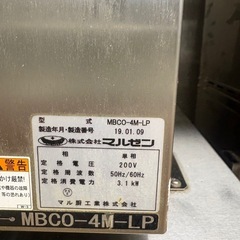 型 式 MBCO-4M-LP
製造年月・製造番号 19.01.09
株式会社 マルゼン
相 数 単相
定格電圧 200V
定格周波数 50Hz/60Hz
定格消費電力 3.1kW
マル厨工業株式会社
警告
MBCO-4M-LP